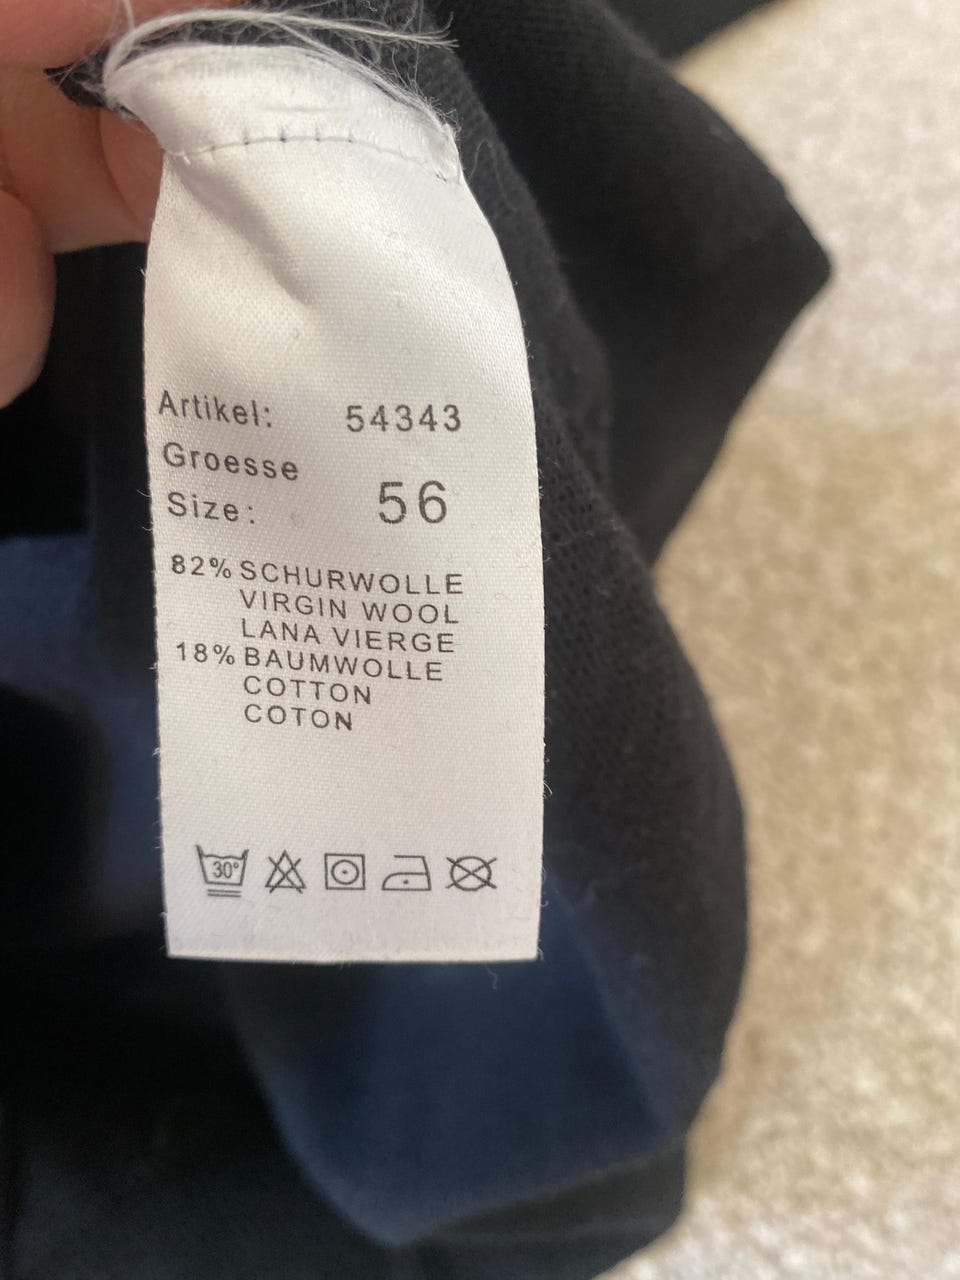 Artikel: 54343
Groesse
Size: 56
82% SCHURWOLLE
VIRGIN WOOL
LANA VIERGE
18% BAUMWOLLE
COTTON
COTON
30°